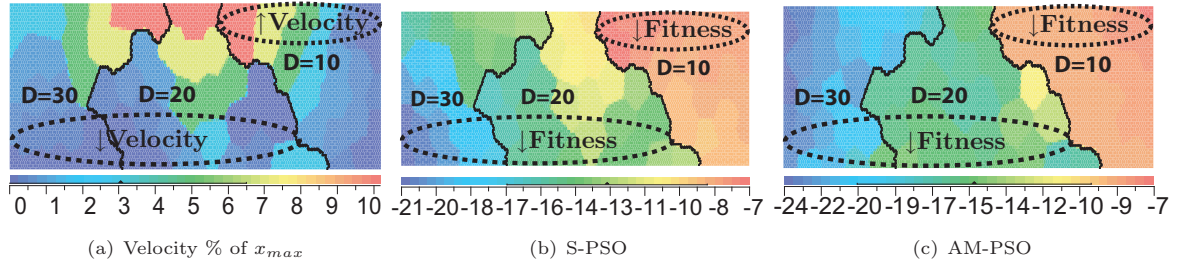 ↑Velocity
D=10
D=30
D=20
↓Velocity
0 1 2 3 4 5 6 7 8 9 10
(a) Velocity % of x_max
↓Fitness
D=10
D=30
D=20
↓Fitness
-21 -20 -18 -17 -16 -14 -13 -11 -10 -8 -7
(b) S-PSO
↓Fitness
D=10
D=30
D=20
↓Fitness
-24 -22 -20 -19 -17 -15 -14 -12 -10 -9 -7
(c) AM-PSO